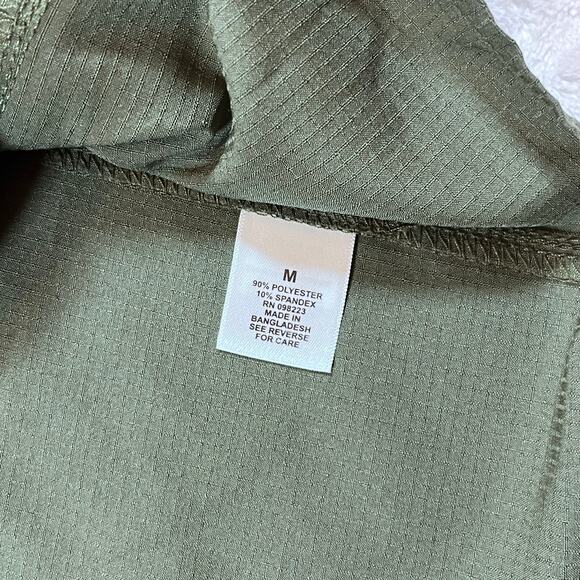 M
90% POLYESTER
10% SPANDEX
RN 098223
MADE IN
BANGLADESH
SEE REVERSE
FOR CARE